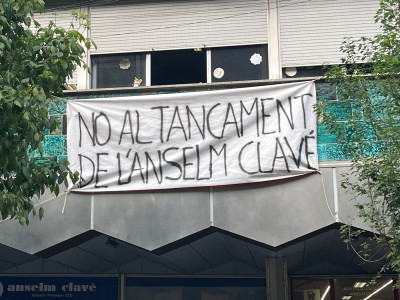 NO AL TANCAMENT
DE L'ANSELM CLAVÉ
anselm clavé